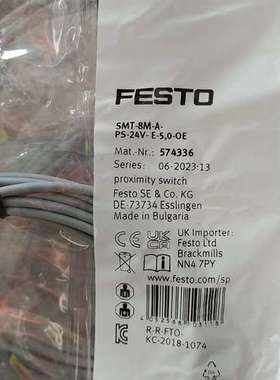 FESTO
SMT-8M-A-
PS-24V- E-5,0-OE
Mat.-Nr.: 574336
Series: 06-2023:13
proximity switch
Festo SE & Co. KG
DE-73734 Esslingen
Made in Bulgaria
UK Importer:
Festo Ltd
Brackmills
NN4 7PY
www.festo.com/sp
R-R-FTO-
KC-2018-1074